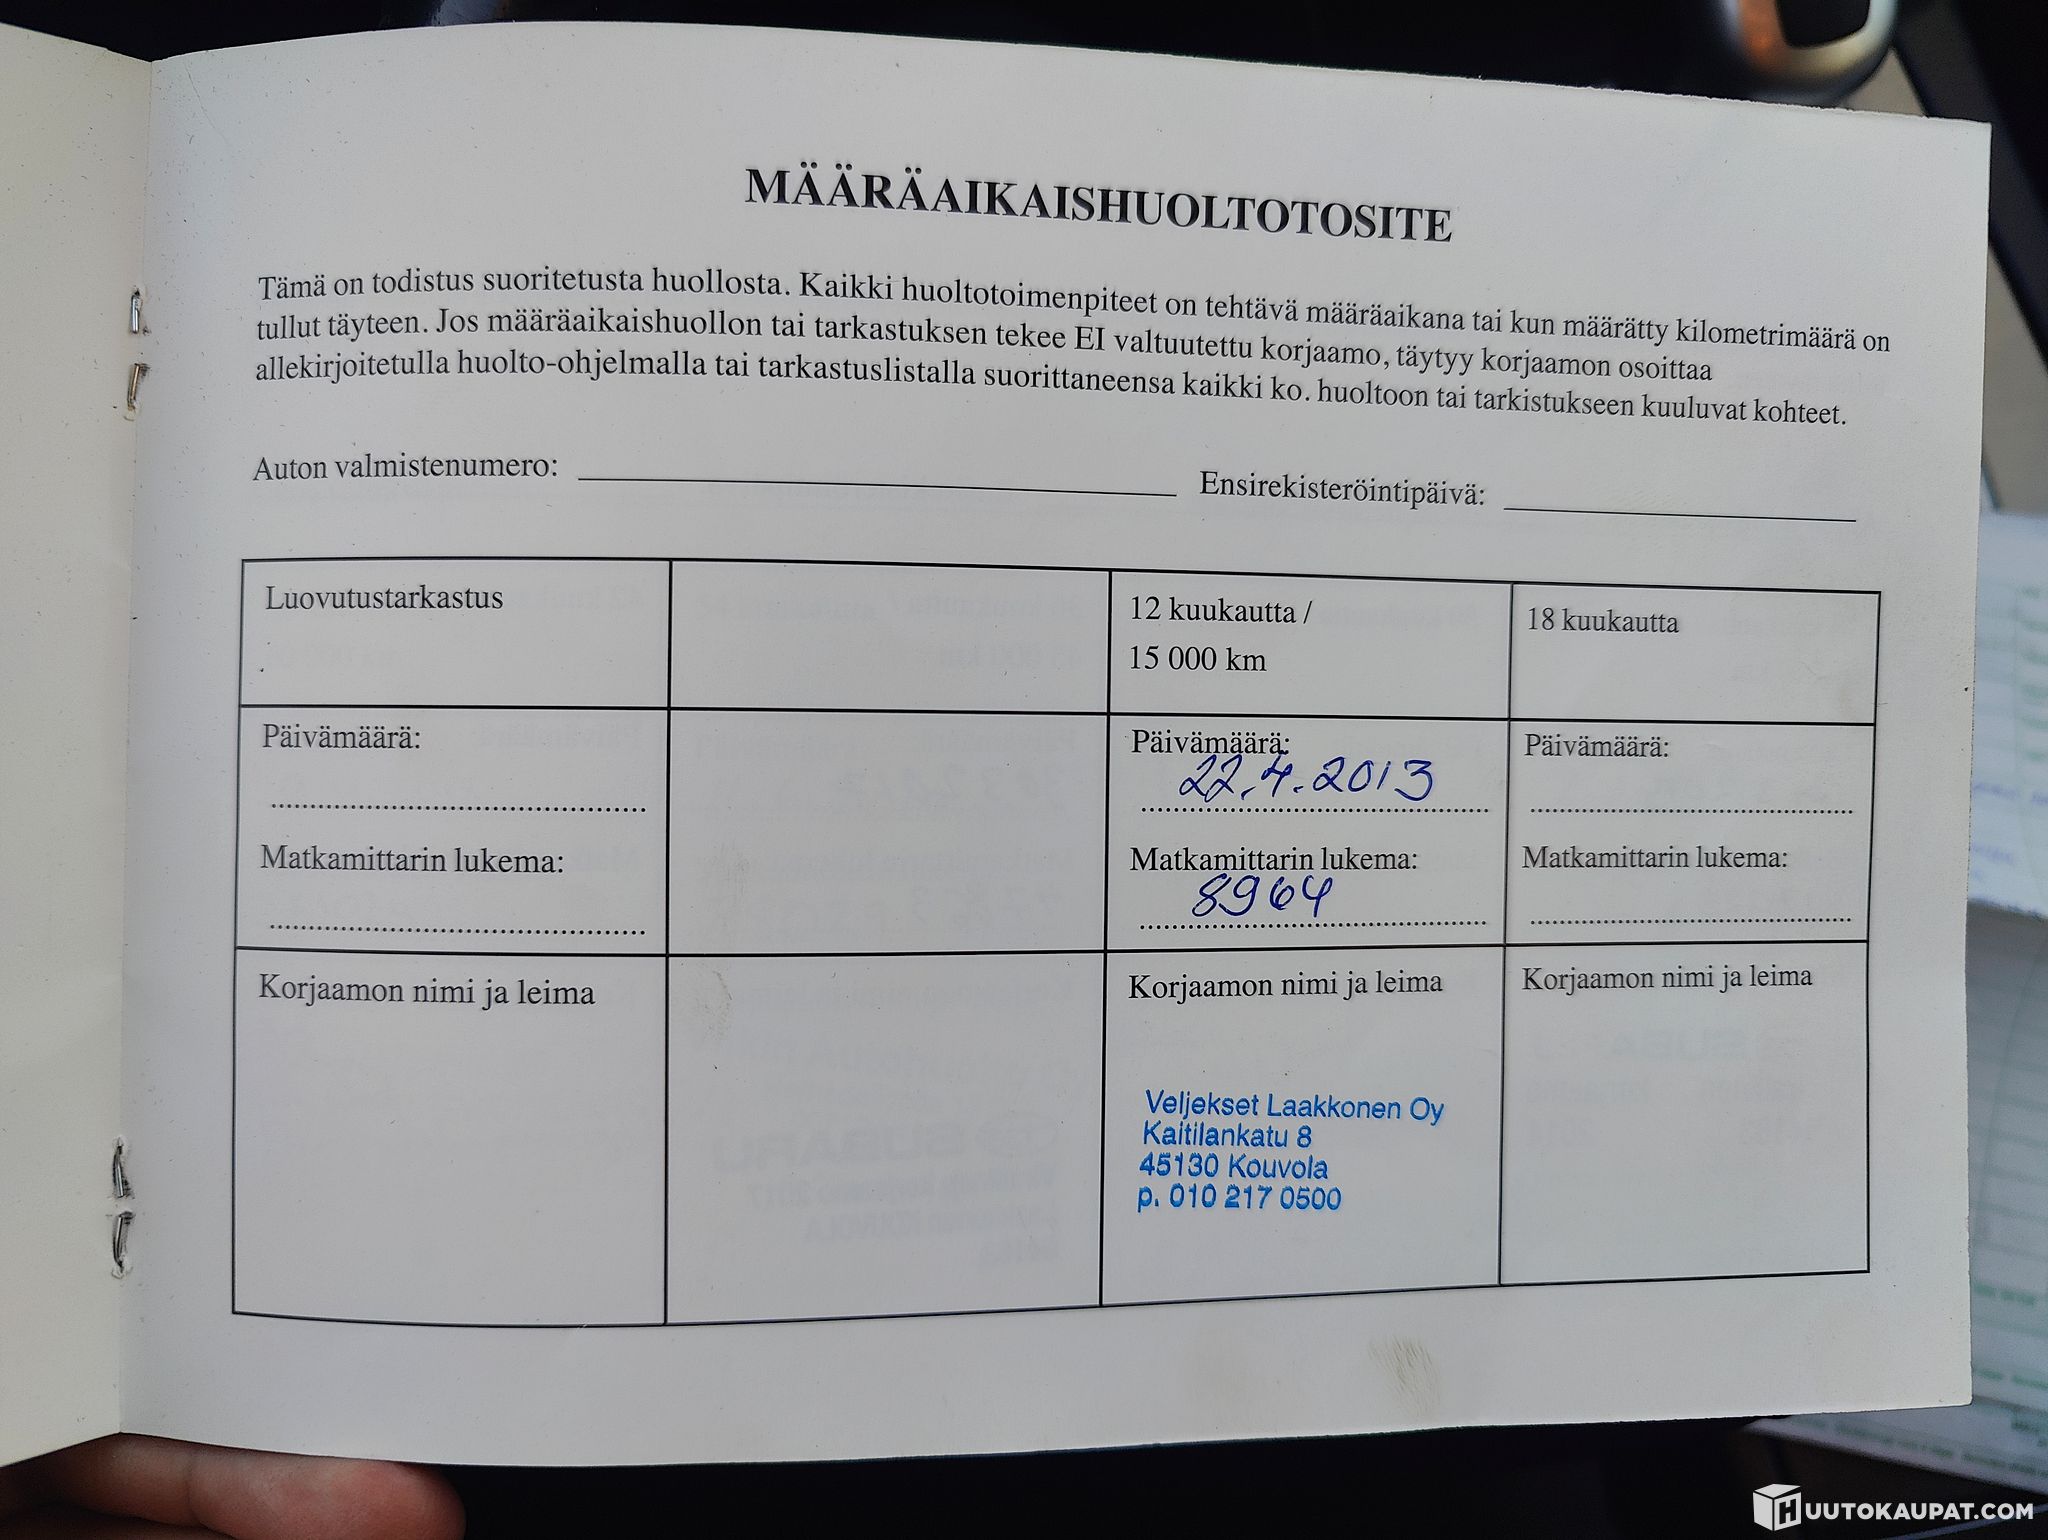 MÄÄRÄAIKAISHUOLTOTOSITE
Tämä on todistus suoritetusta huollosta. Kaikki huoltotoimenpiteet on tehtävä määräaikana tai kun määrätty kilometrimäärä on
tullut täyteen. Jos määräaikaishuollon tai tarkastuksen tekee EI valtuutettu korjaamo, täytyy korjaamon osoittaa
allekirjoitetulla huolto-ohjelmalla tai tarkastuslistalla suorittaneensa kaikki ko. huoltoon tai tarkistukseen kuuluvat kohteet.
Auton valmistenumero:
Ensirekisteröintipäivä:
Luovutustarkastus
12 kuukautta /
15 000 km
18 kuukautta
Päivämäärä:
Päivämäärä:
22.4.2013
Päivämäärä:
Matkamittarin lukema:
Matkamittarin lukema:
8964
Matkamittarin lukema:
Korjaamon nimi ja leima
Korjaamon nimi ja leima
Korjaamon nimi ja leima
Veljekset Laakkonen Oy
Kaitilankatu 8
45130 Kouvola
p. 010 217 0500
HUUTOKAUPAT.COM